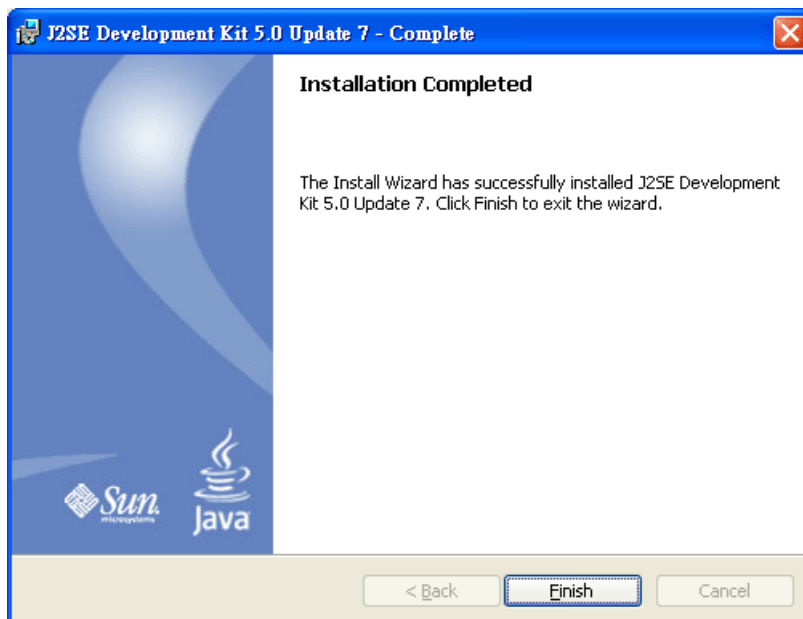 J2SE Development Kit 5.0 Update 7 - Complete
Installation Completed
The Install Wizard has successfully installed J2SE Development
Kit 5.0 Update 7. Click Finish to exit the wizard.
Sun
microsystems
Java
< Back
Finish
Cancel